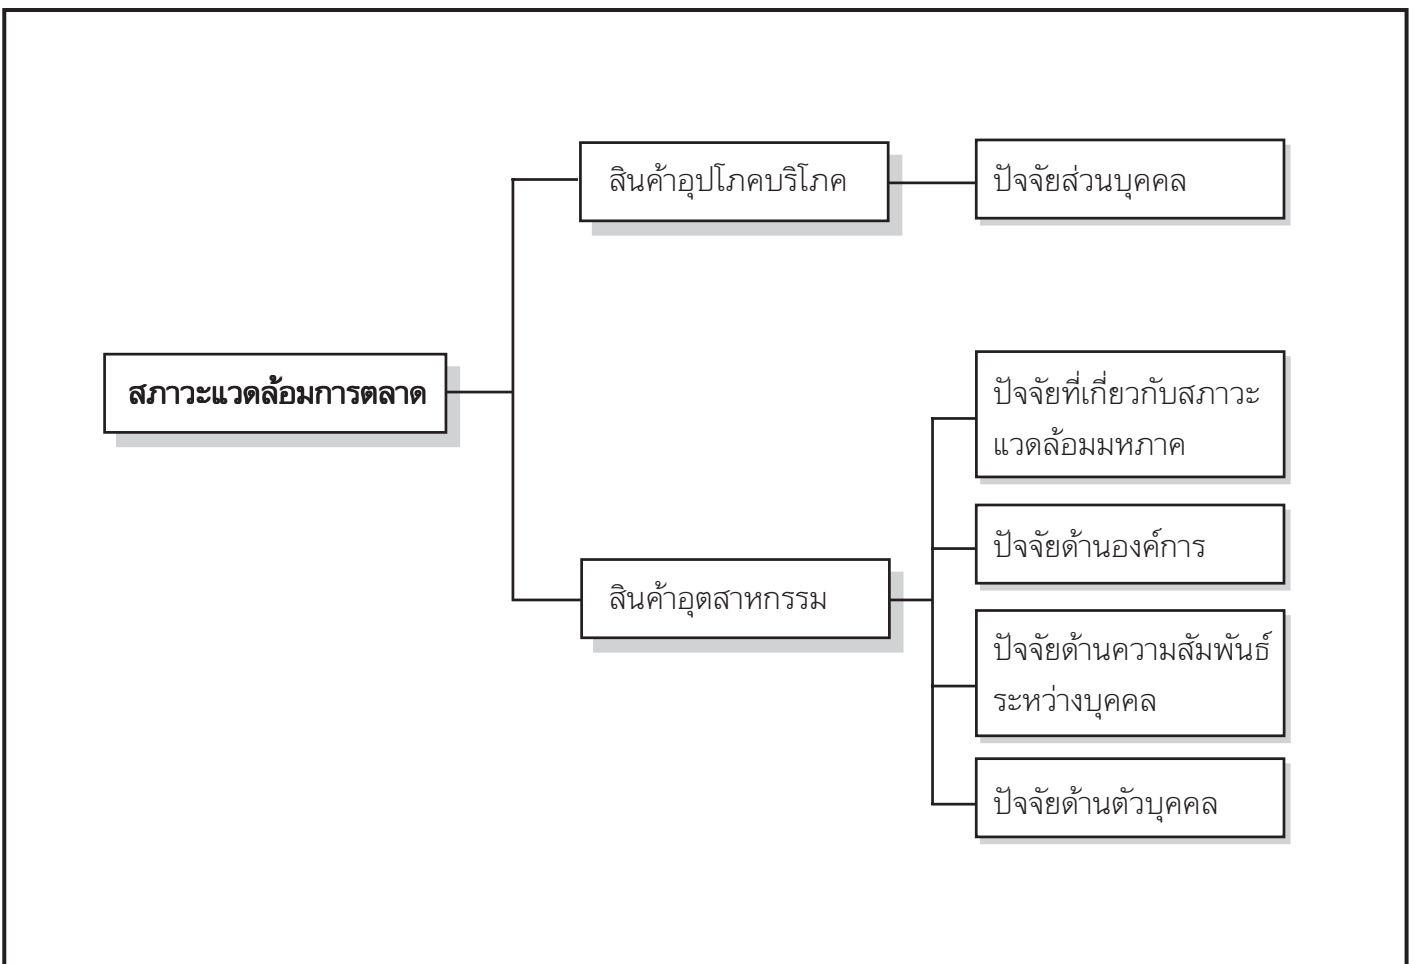 สินค้าอุปโภคบริโภค
ปัจจัยส่วนบุคคล
สภาวะแวดล้อมการตลาด
ปัจจัยที่เกี่ยวกับสภาวะ
แวดล้อมมหภาค
ปัจจัยด้านองค์การ
สินค้าอุตสาหกรรม
ปัจจัยด้านความสัมพันธ์
ระหว่างบุคคล
ปัจจัยด้านตัวบุคคล